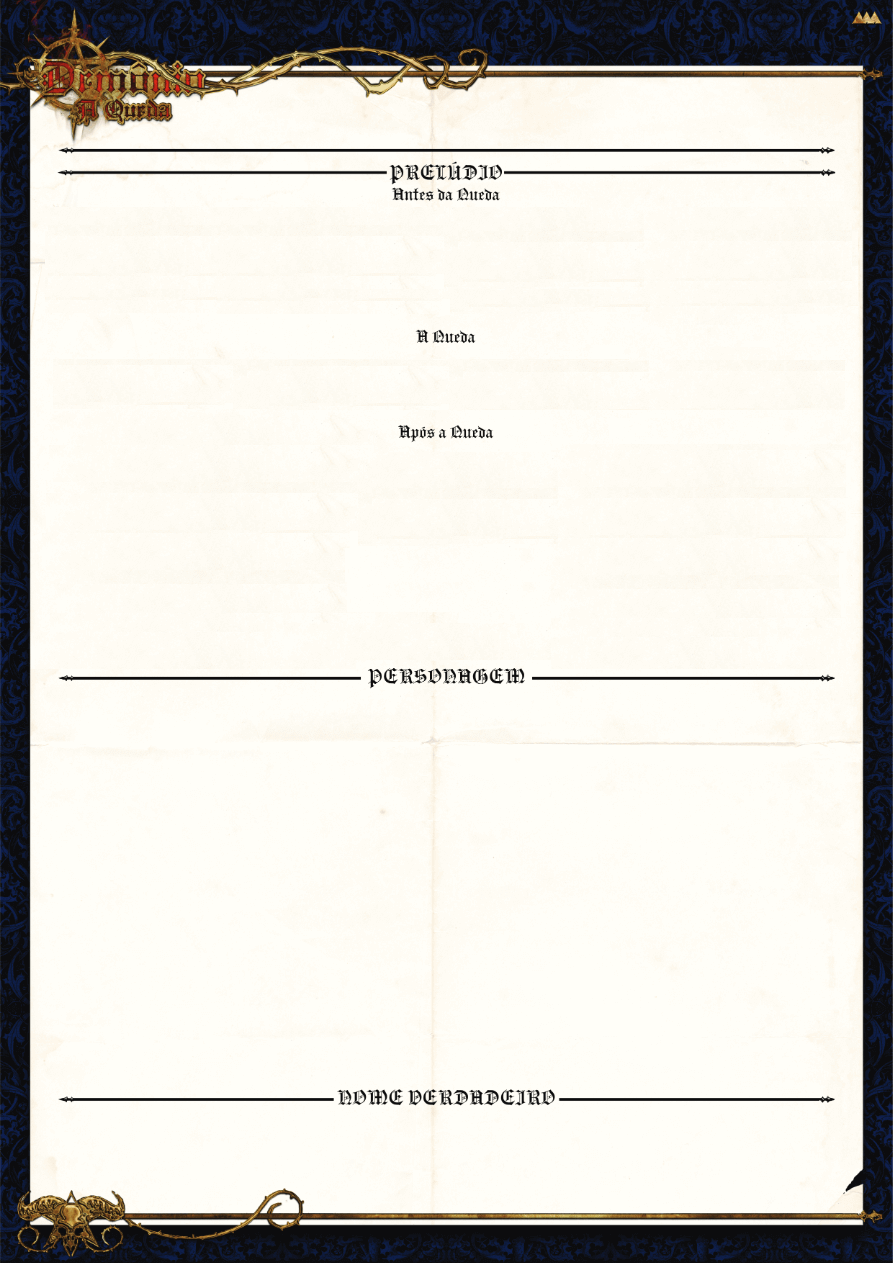 Demônio
A Queda
PRELÚDIO
Antes da Queda
A Queda
Após a Queda
PERSONAGEM
NOME VERDADEIRO